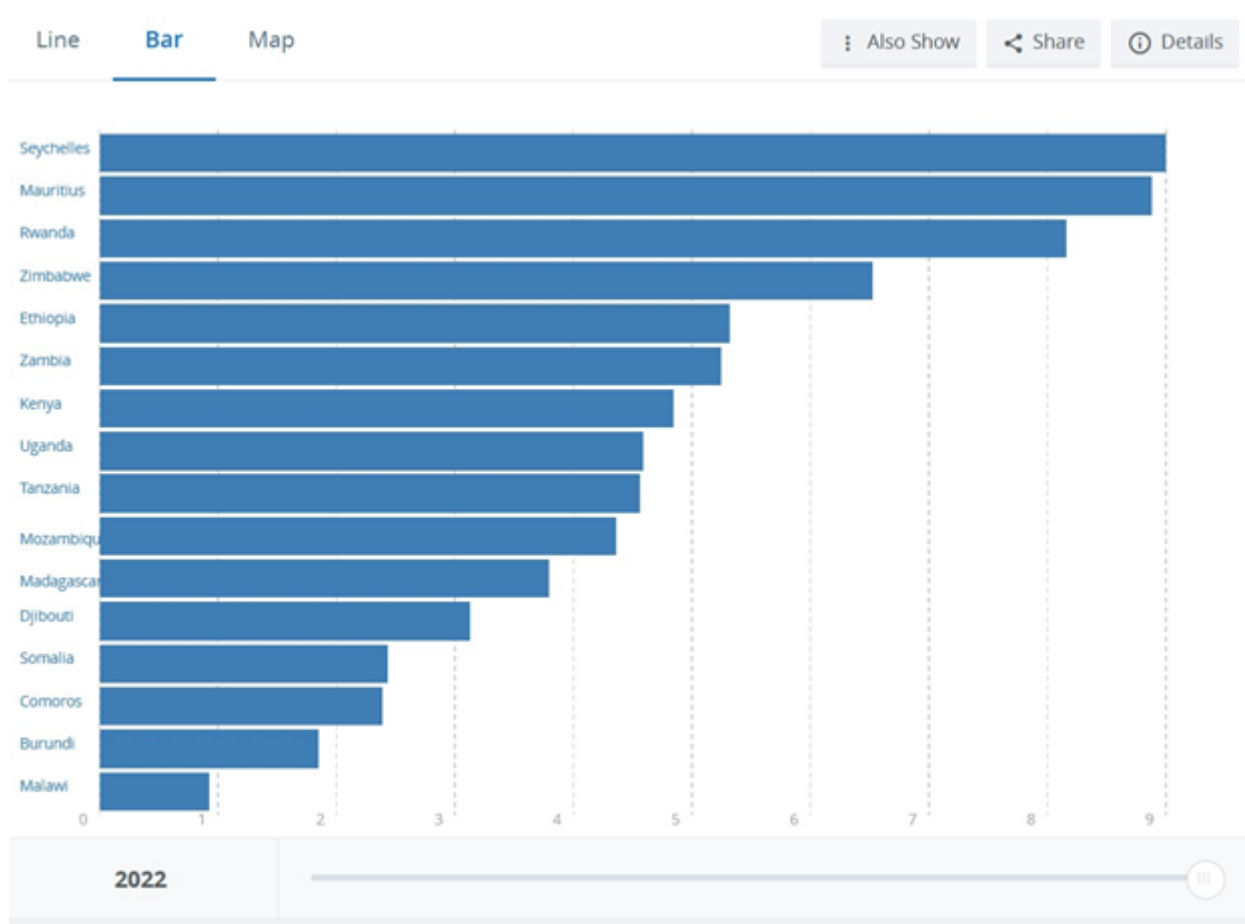 Line Bar Map Also Show Share Details
Seychelles
Mauritius
Rwanda
Zimbabwe
Ethiopia
Zambia
Kenya
Uganda
Tanzania
Mozambiqu
Madagascar
Djibouti
Somalia
Comoros
Burundi
Malawi
0 1 2 3 4 5 6 7 8 9
2022